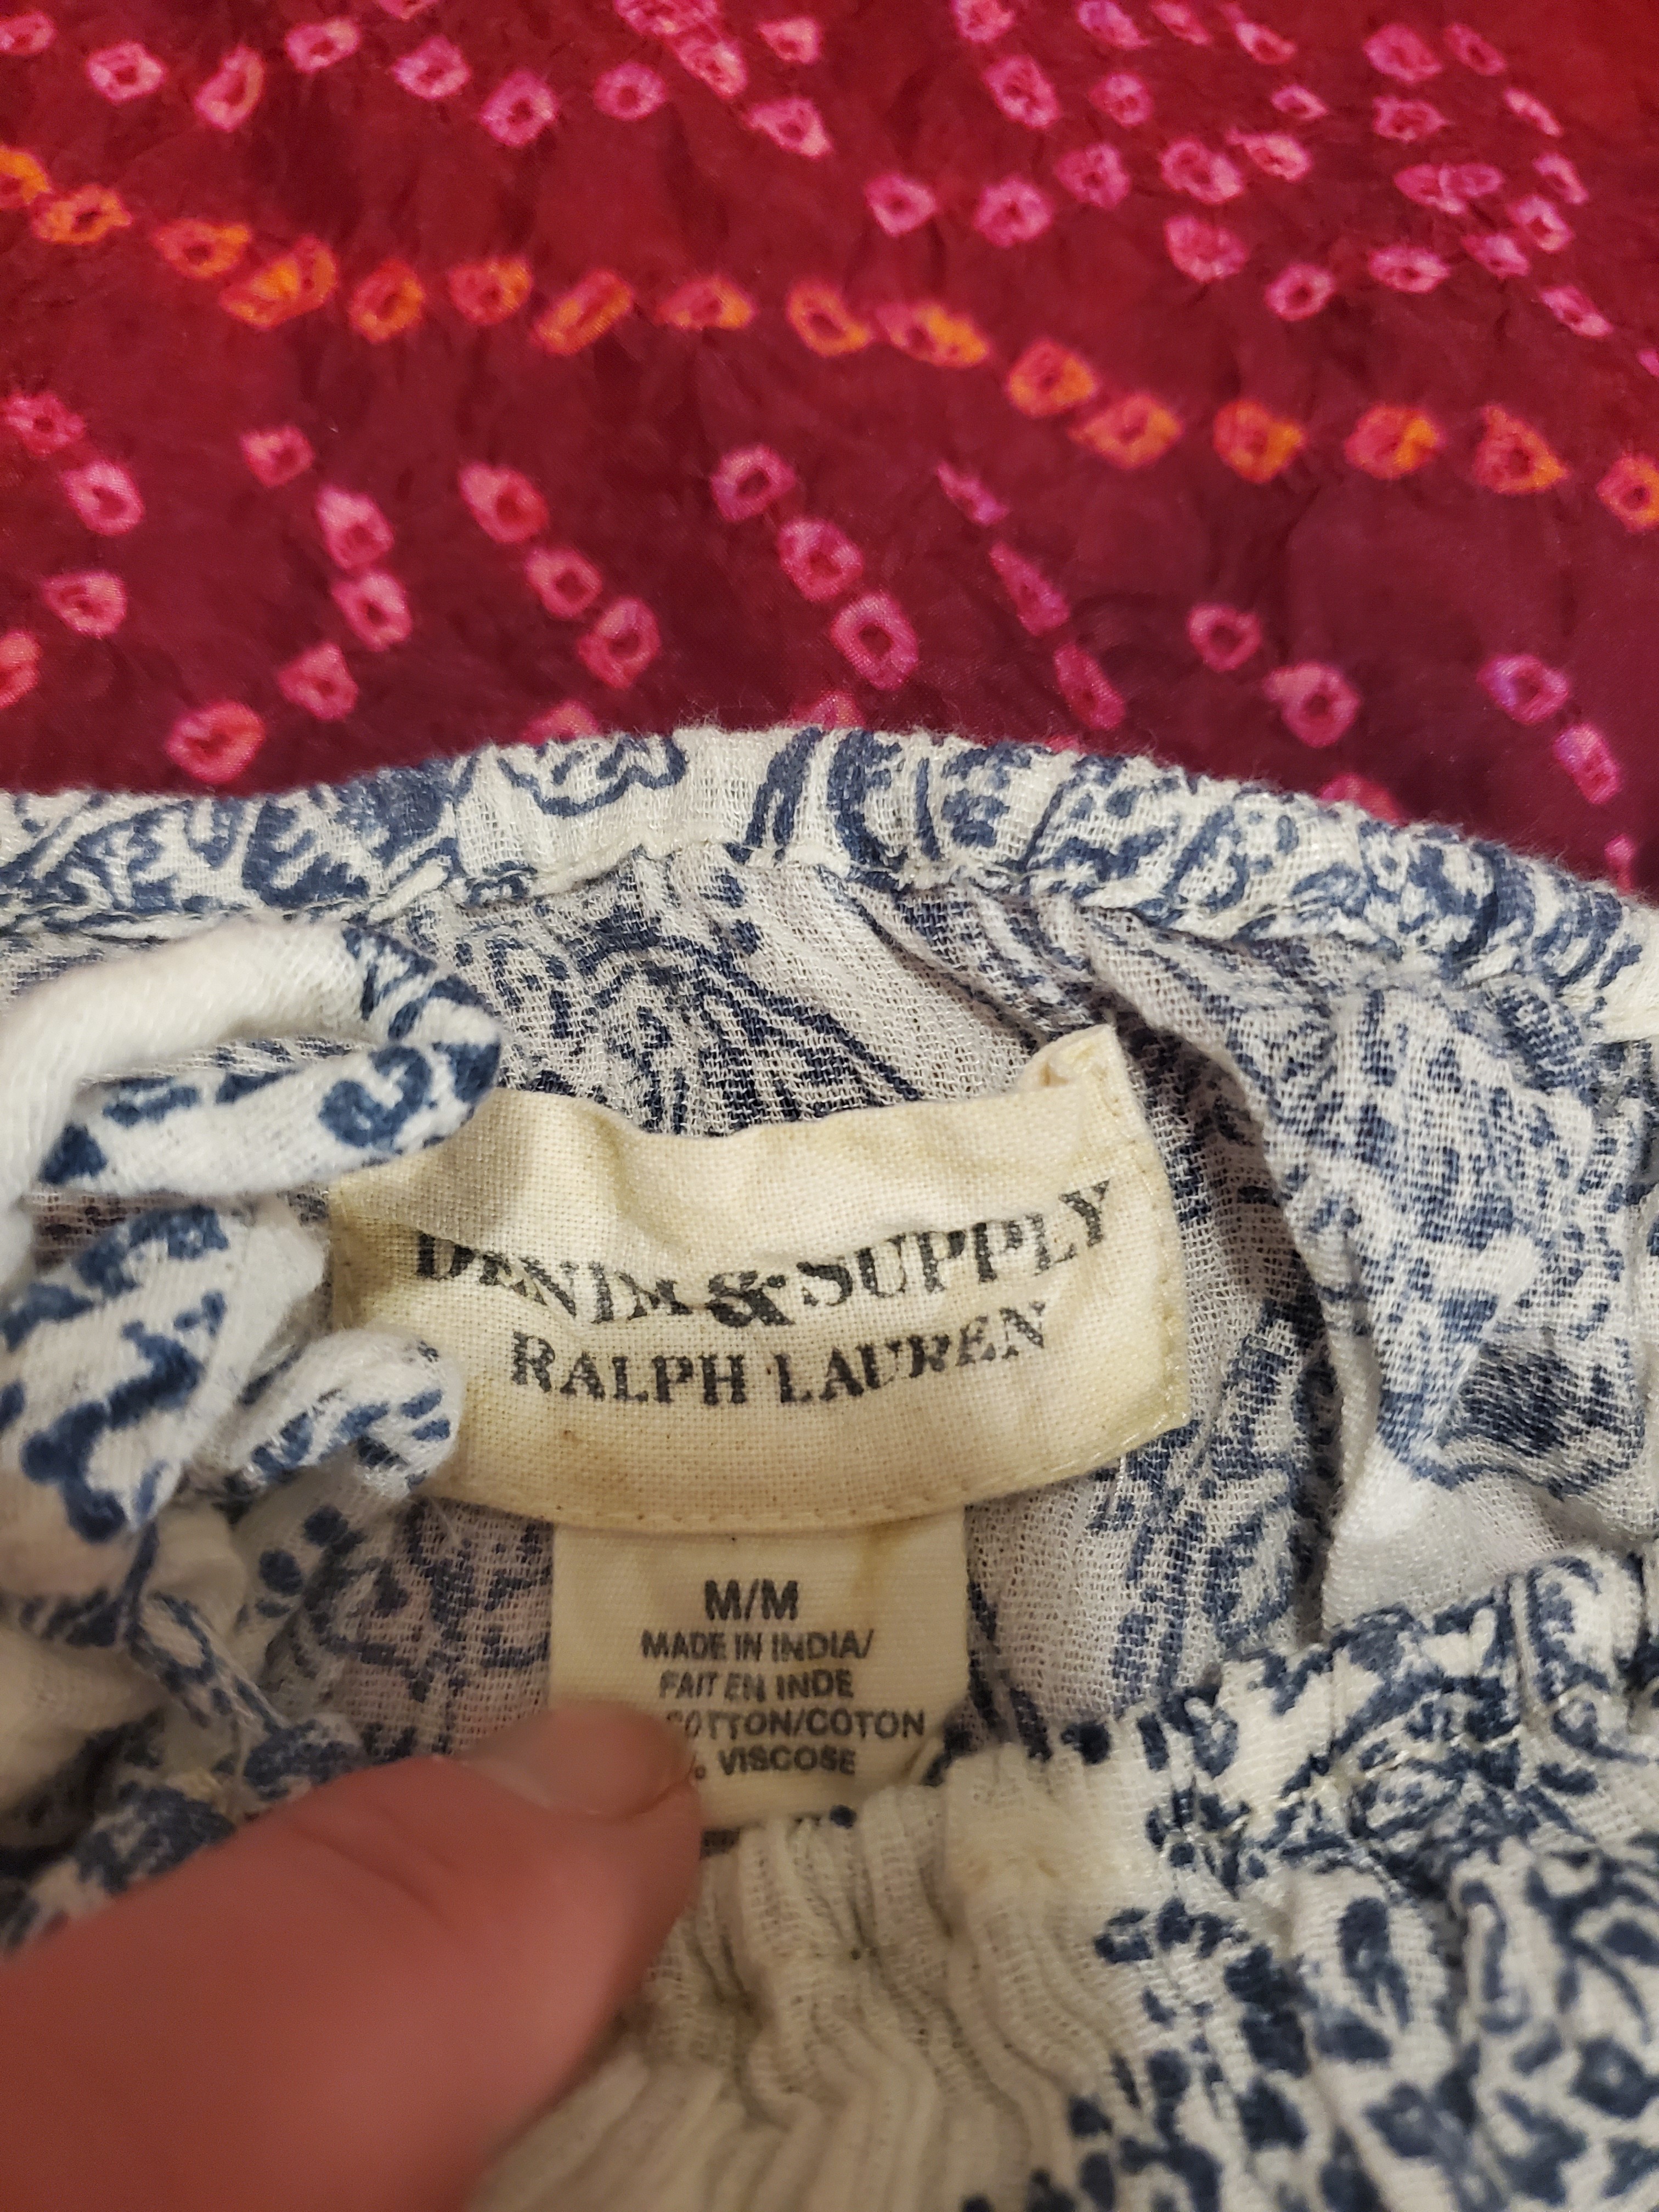 DENIM & SUPPLY
RALPH LAUREN
M/M
MADE IN INDIA/
FAIT EN INDE
COTTON/COTON
% VISCOSE